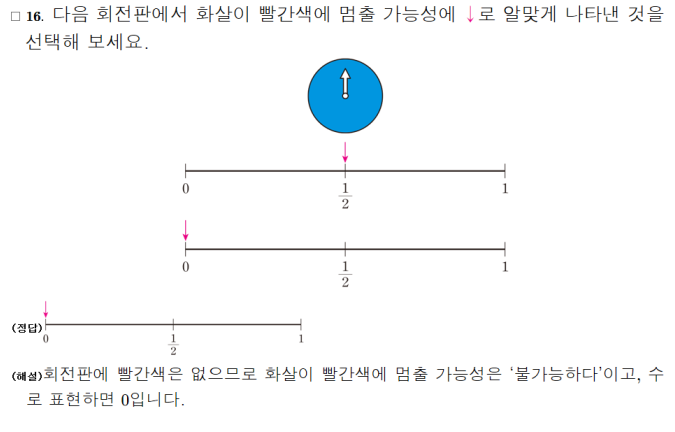 □ 16. 다음 회전판에서 화살이 빨간색에 멈출 가능성에 ↓로 알맞게 나타낸 것을
선택해 보세요.
0 1/2 1
0 1/2 1
(정답)
0 1/2 1
(해설)회전판에 빨간색은 없으므로 화살이 빨간색에 멈출 가능성은 ‘불가능하다’이고, 수
로 표현하면 0입니다.